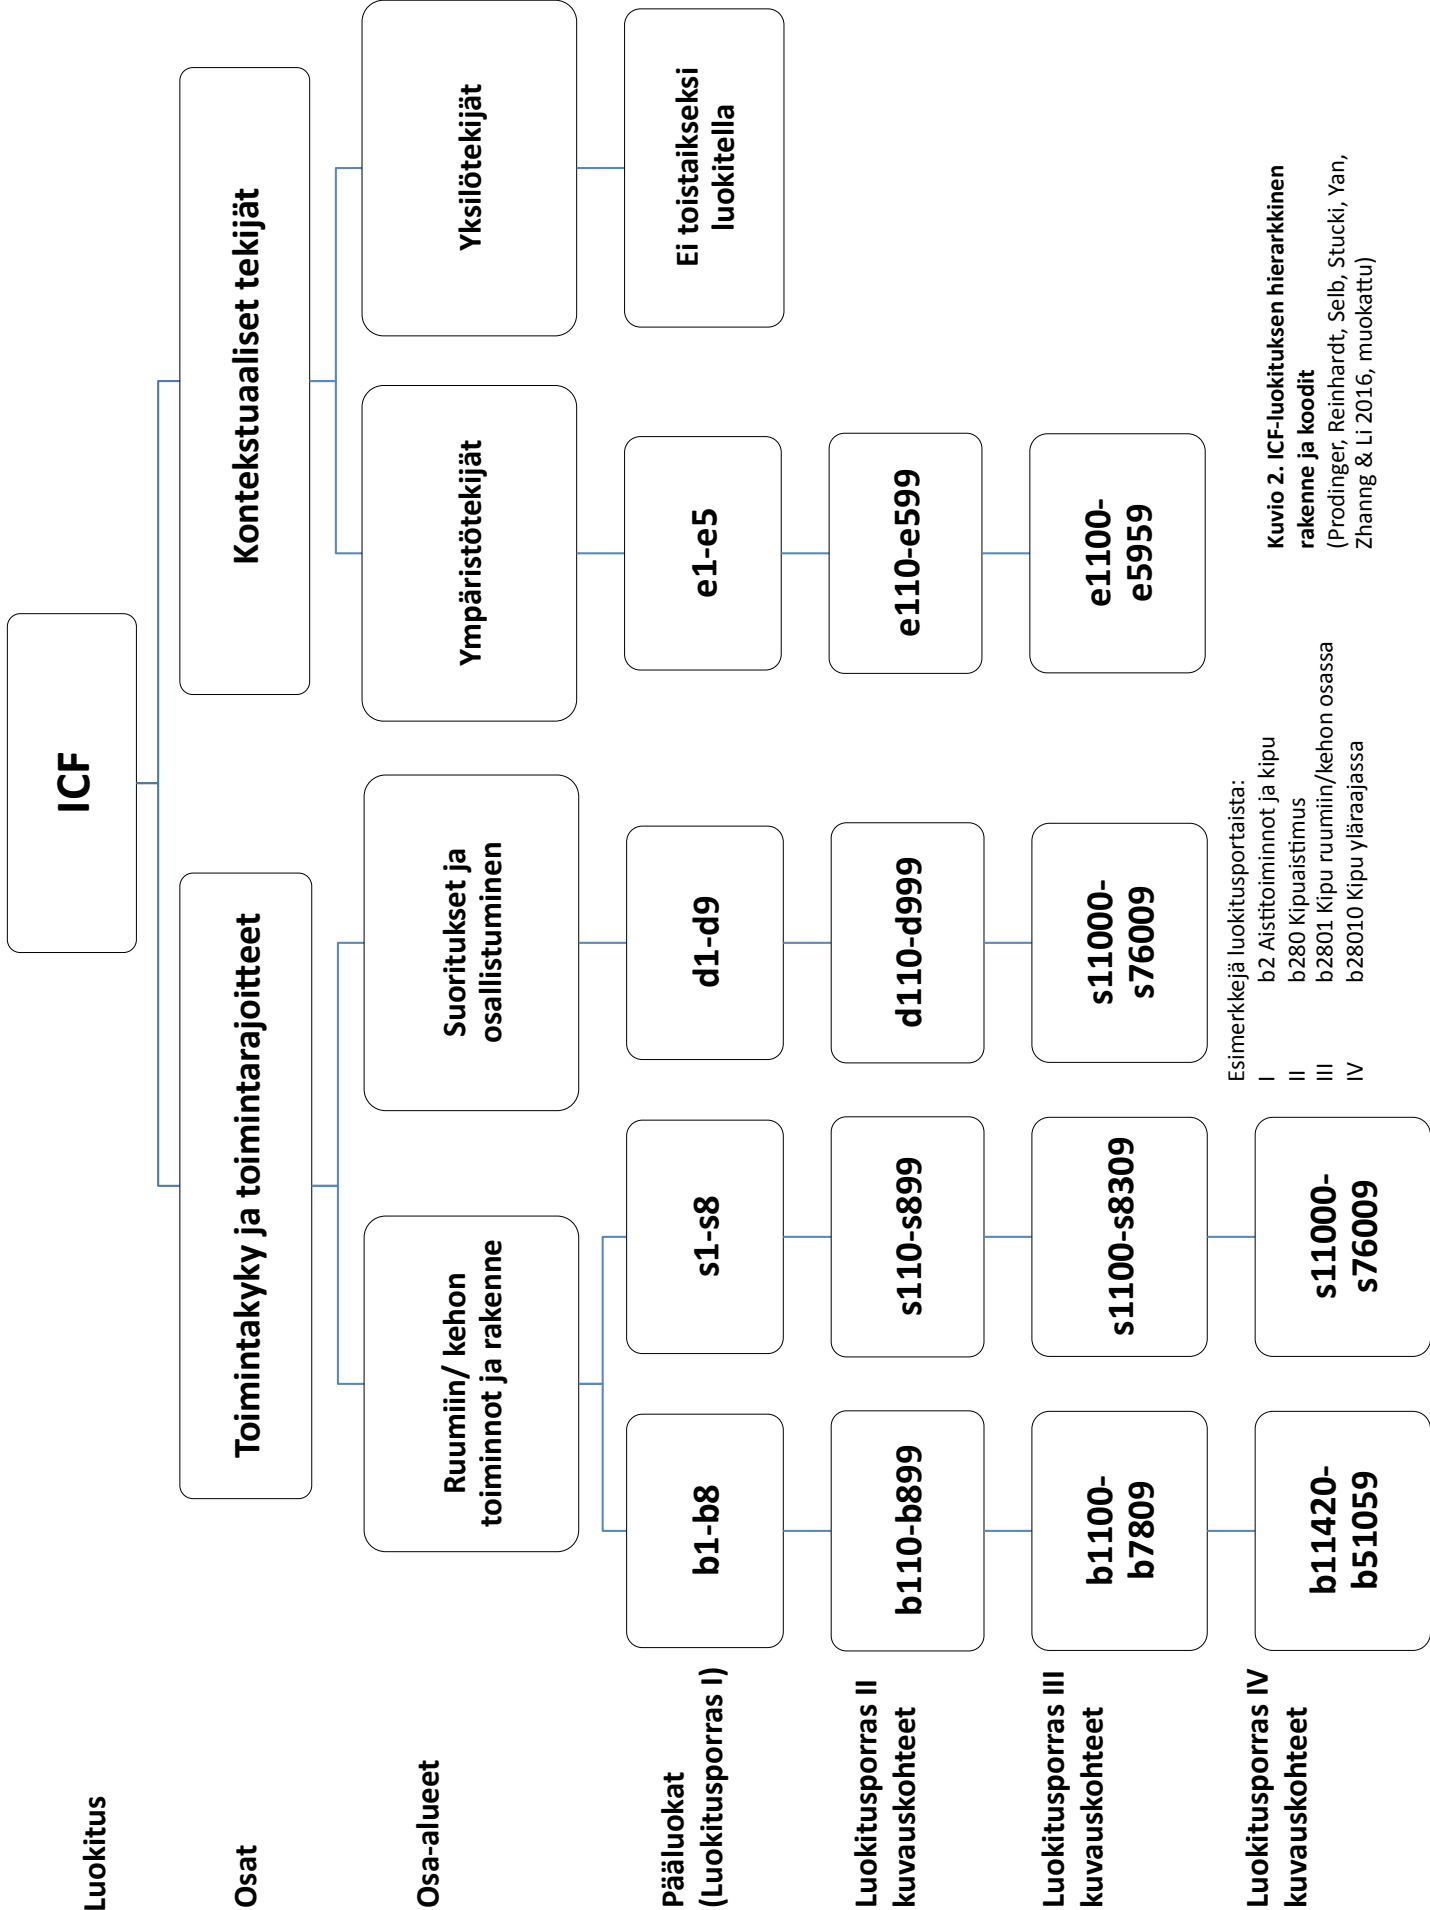 Luokitus
ICF
Osat
Toimintakyky ja toimintarajoitteet
Kontekstuaaliset tekijät
Osa-alueet
Ruumiin/ kehon
toiminnot ja rakenne
Suoritukset ja
osallistuminen
Ympäristötekijät
Yksilötekijät
Pääluokat
(Luokitusporras I)
b1-b8
s1-s8
d1-d9
e1-e5
Ei toistaiseksi
luokitella
Luokitusporras II
kuvauskohteet
b110-b899
s110-s899
d110-d999
e110-e599
Luokitusporras III
kuvauskohteet
b1100-
b7809
s1100-s8309
s11000-
s76009
e1100-
e5959
Luokitusporras IV
kuvauskohteet
b11420-
b51059
s11000-
s76009
Esimerkkejä luokitusportaista:
I b2 Aistitoiminnot ja kipu
II b280 Kipuaistimus
III b2801 Kipu ruumiin/kehon osassa
IV b28010 Kipu yläraajassa
Kuvio 2. ICF-luokituksen hierarkkinen
rakenne ja koodit
(Prodinger, Reinhardt, Selb, Stucki, Yan,
Zhanng & Li 2016, muokattu)